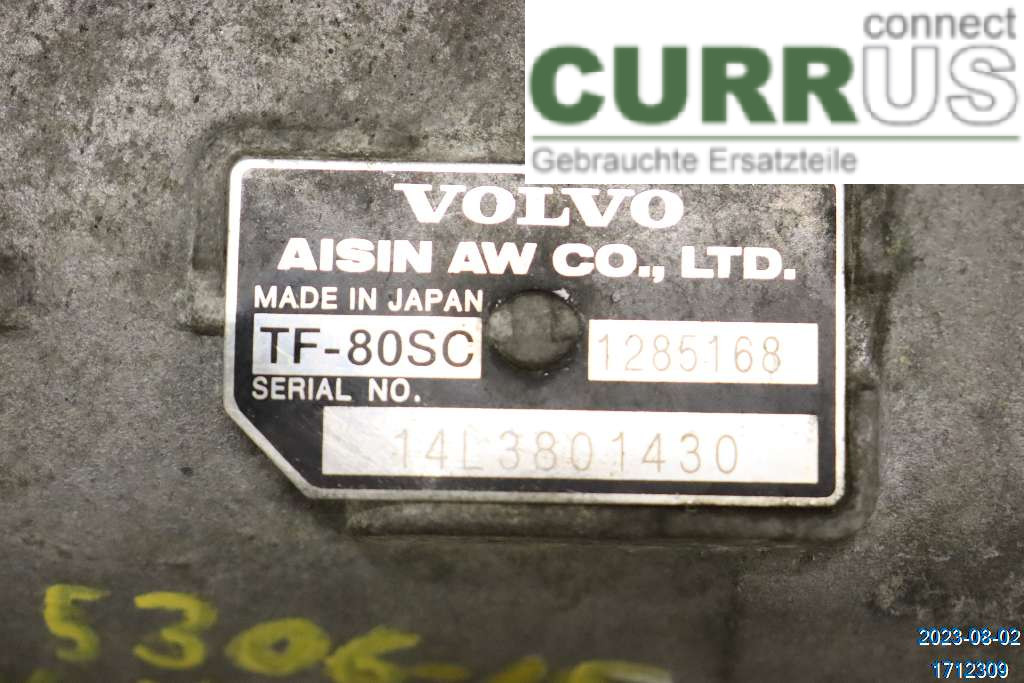 connect
CURRUS
Gebrauchte Ersatzteile
VOLVO
AISIN AW CO., LTD.
MADE IN JAPAN
TF-80SC 1285168
SERIAL NO.
14L3801430
2023-08-02
1712309